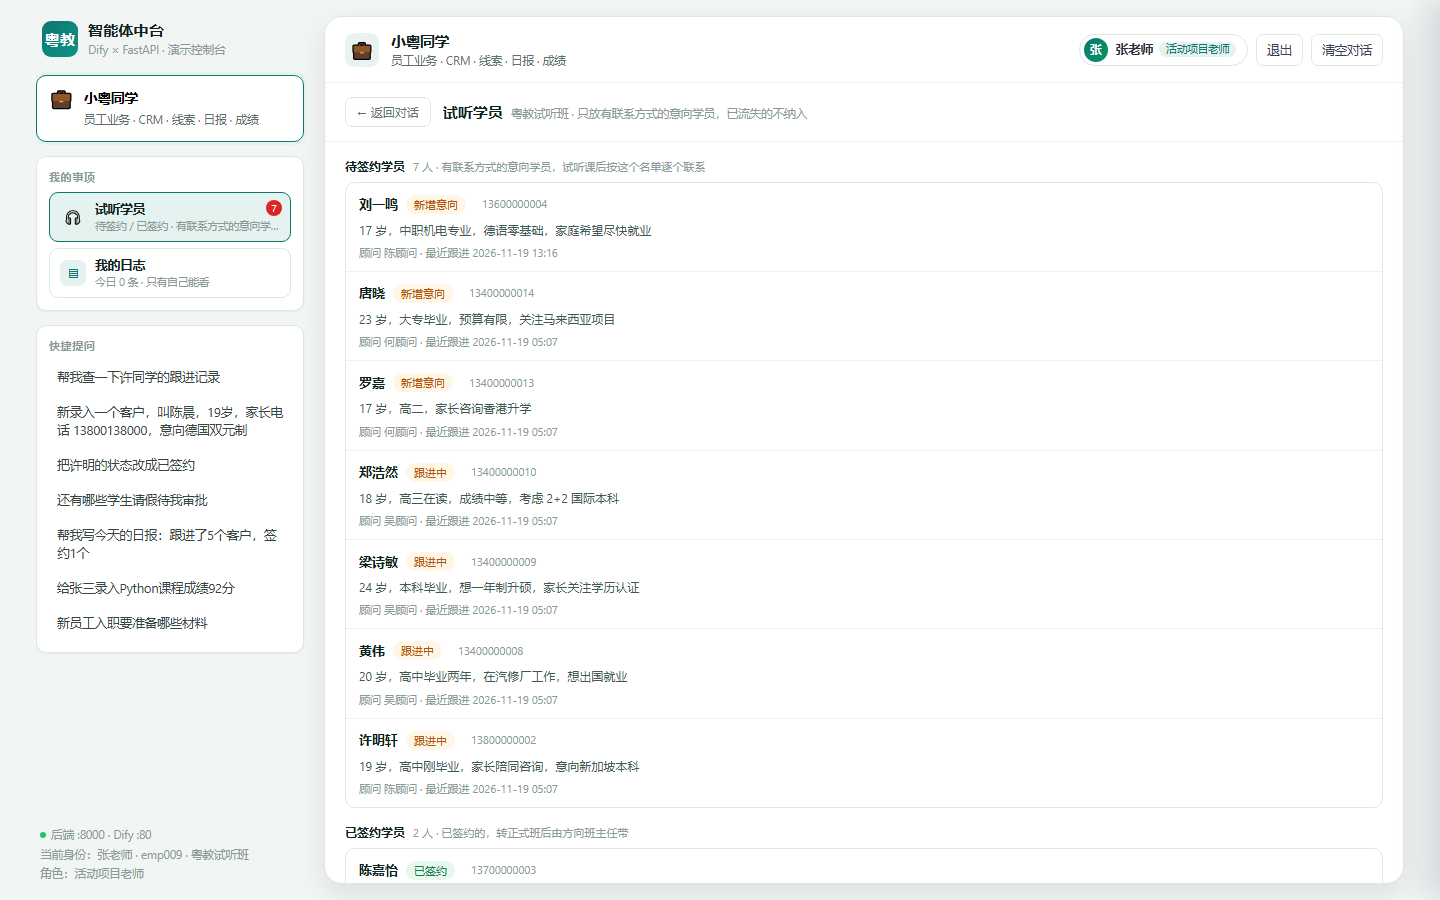 粤教
智能体中台
Dify × FastAPI · 演示控制台
小粤同学
员工业务 · CRM · 线索 · 日报 · 成绩
我的事项
试听学员
7
待签约 / 已签约 · 有联系方式的意向学...
我的日志
今日 0 条 · 只有自己能看
快捷提问
帮我查一下许同学的跟进记录
新录入一个客户，叫陈晨，19岁，家长电
话 13800138000，意向德国双元制
把许明的状态改成已签约
还有哪些学生请假待我审批
帮我写今天的日报：跟进了5个客户，签
约1个
给张三录入Python课程成绩92分
新员工入职要准备哪些材料
后端 :8000 · Dify :80
当前身份：张老师 · emp009 · 粤教试听班
角色：活动项目老师
小粤同学
员工业务 · CRM · 线索 · 日报 · 成绩
张 张老师 活动项目老师
退出
清空对话
← 返回对话
试听学员 粤教试听班 · 只放有联系方式的意向学员，已流失的不纳入
待签约学员 7 人 · 有联系方式的意向学员，试听课后按这个名单逐个联系
刘一鸣 新增意向 13600000004
17 岁，中职机电专业，德语零基础，家庭希望尽快就业
顾问 陈顾问 · 最近跟进 2026-11-19 13:16
唐晓 新增意向 13400000014
23 岁，大专毕业，预算有限，关注马来西亚项目
顾问 何顾问 · 最近跟进 2026-11-19 05:07
罗嘉 新增意向 13400000013
17 岁，高二，家长咨询香港升学
顾问 何顾问 · 最近跟进 2026-11-19 05:07
郑浩然 跟进中 13400000010
18 岁，高三在读，成绩中等，考虑 2+2 国际本科
顾问 吴顾问 · 最近跟进 2026-11-19 05:07
梁诗敏 跟进中 13400000009
24 岁，本科毕业，想一年制升硕，家长关注学历认证
顾问 吴顾问 · 最近跟进 2026-11-19 05:07
黄伟 跟进中 13400000008
20 岁，高中毕业两年，在汽修厂工作，想出国就业
顾问 吴顾问 · 最近跟进 2026-11-19 05:07
许明轩 跟进中 13800000002
19 岁，高中刚毕业，家长陪同咨询，意向新加坡本科
顾问 陈顾问 · 最近跟进 2026-11-19 05:07
已签约学员 2 人 · 已签约的，转正式班后由方向班主任带
陈嘉怡 已签约 13700000003